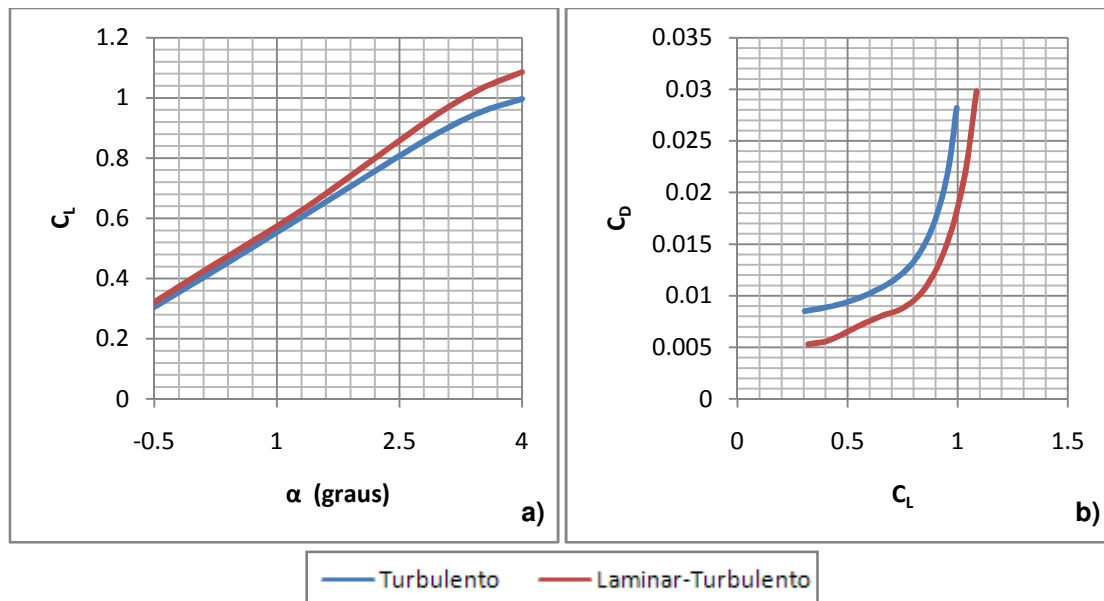 1.2
1
0.8
0.6
0.4
0.2
0
C_L
-0.5 1 2.5 4
α (graus)
a)
0.035
0.03
0.025
0.02
0.015
0.01
0.005
0
C_D
0 0.5 1 1.5
C_L
b)
Turbulento Laminar-Turbulento